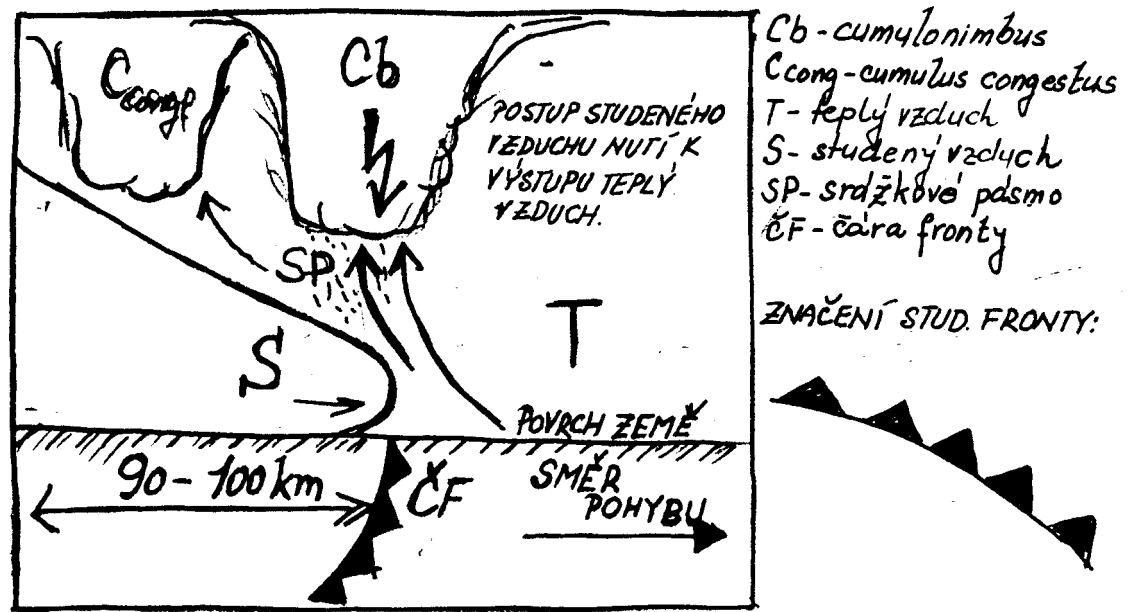 Ccongp
Cb
POSTUP STUDENÉHO
VZDUCHU NUTÍ K
VÝSTUPU TEPLÝ
VZDUCH.
SP
T
S
POVRCH ZEMĚ
90-100 km
ČF
SMĚR
POHYBU
Cb-cumulonimbus
Ccong-cumulus congestus
T-teplý vzduch
S-studený vzduch
SP-srážkové pásmo
ČF-čára fronty
ZNAČENÍ STUD. FRONTY: